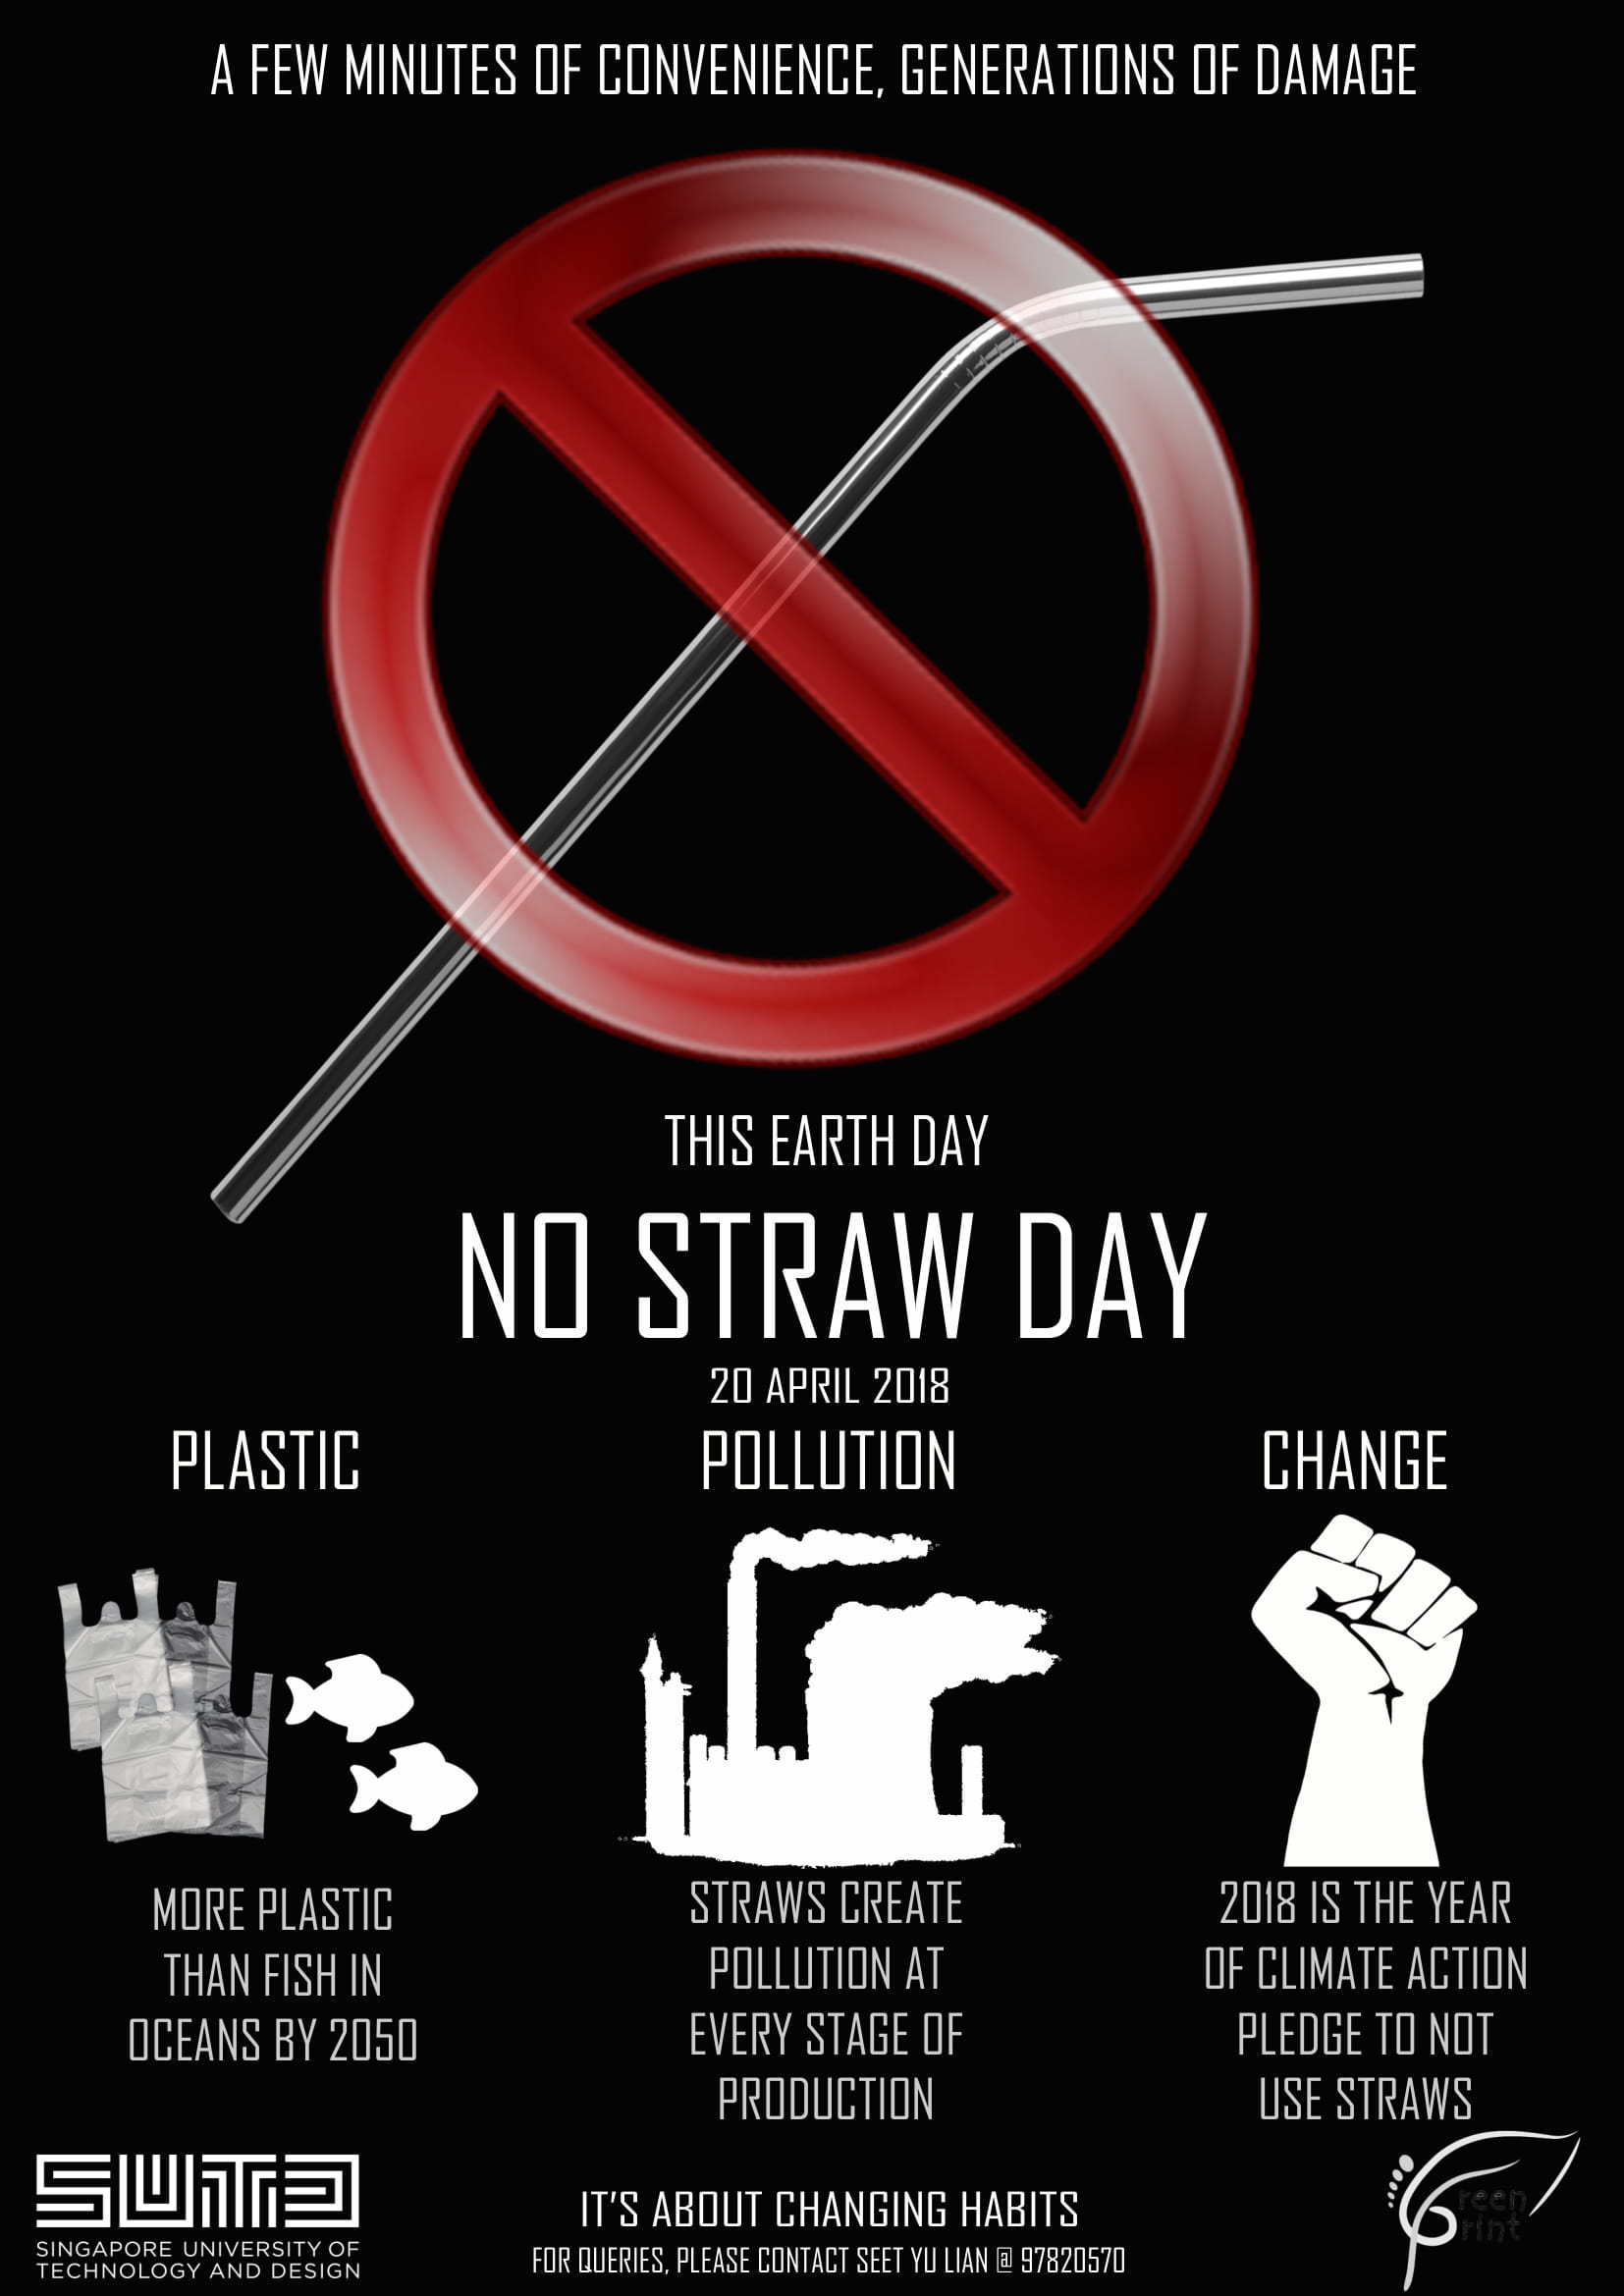 A FEW MINUTES OF CONVENIENCE, GENERATIONS OF DAMAGE
THIS EARTH DAY
NO STRAW DAY
20 APRIL 2018
PLASTIC
MORE PLASTIC
THAN FISH IN
OCEANS BY 2050
POLLUTION
STRAWS CREATE
POLLUTION AT
EVERY STAGE OF
PRODUCTION
CHANGE
2018 IS THE YEAR
OF CLIMATE ACTION
PLEDGE TO NOT
USE STRAWS
SUTD
SINGAPORE UNIVERSITY OF
TECHNOLOGY AND DESIGN
IT'S ABOUT CHANGING HABITS
FOR QUERIES, PLEASE CONTACT SEET YU LIAN @ 97820570
Green
Print